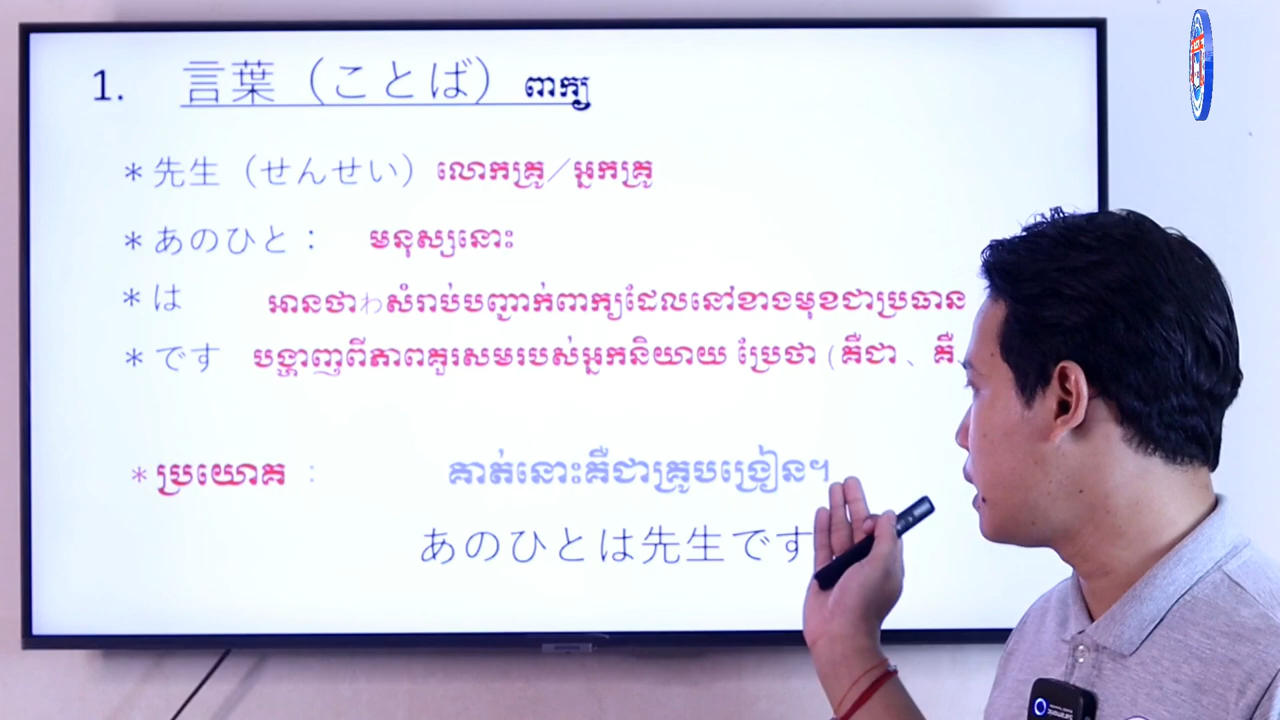 1. 言葉（ことば）ពាក្យ
* 先生（せんせい）លោកគ្រូ／អ្នកគ្រូ
* あのひと： មនុស្សនោះ
* は អានថាわសំរាប់បញ្ជាក់ពាក្យដែលនៅខាងមុខជាប្រធាន
* です បង្ហាញពីភាពគួរសមរបស់អ្នកនិយាយ ប្រែថា (គឺជា 、 គឺ
* ប្រយោគ : គាត់នោះគឺជាគ្រូបង្រៀន។
あのひとは先生です